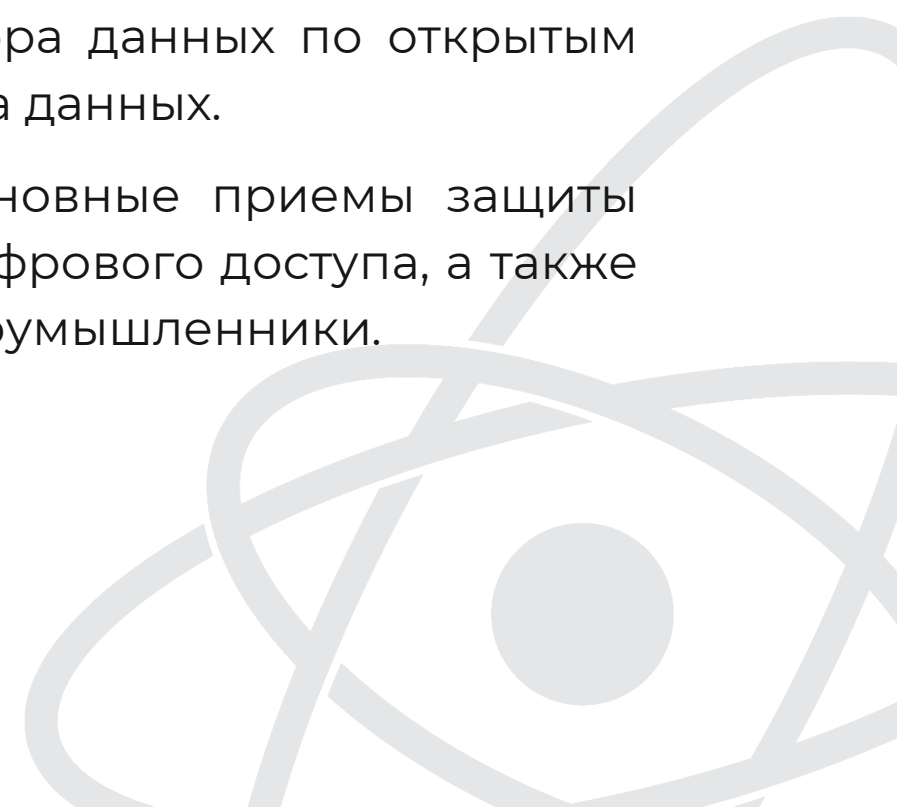 ра данных по открытым
а данных.
новные приемы защиты
фрового доступа, а также
умышленники.